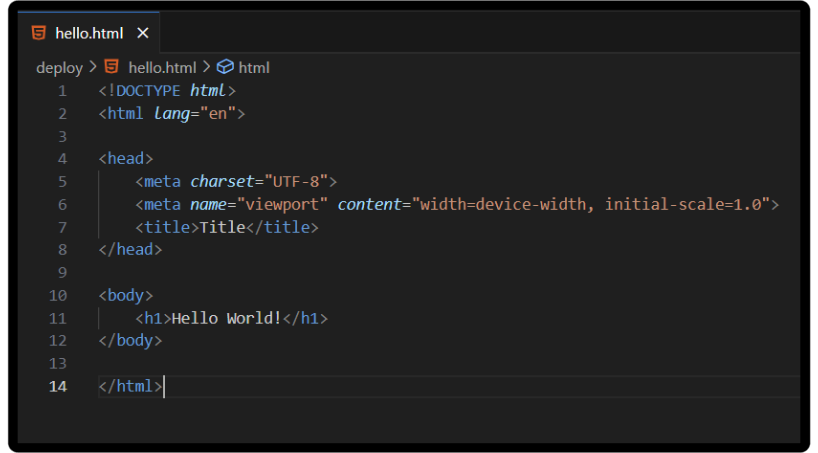 hello.html
deploy > hello.html > html
1 <!DOCTYPE html>
2 <html lang="en">
3
4 <head>
5     <meta charset="UTF-8">
6     <meta name="viewport" content="width=device-width, initial-scale=1.0">
7     <title>Title</title>
8 </head>
9
10 <body>
11     <h1>Hello World!</h1>
12 </body>
13
14 </html>